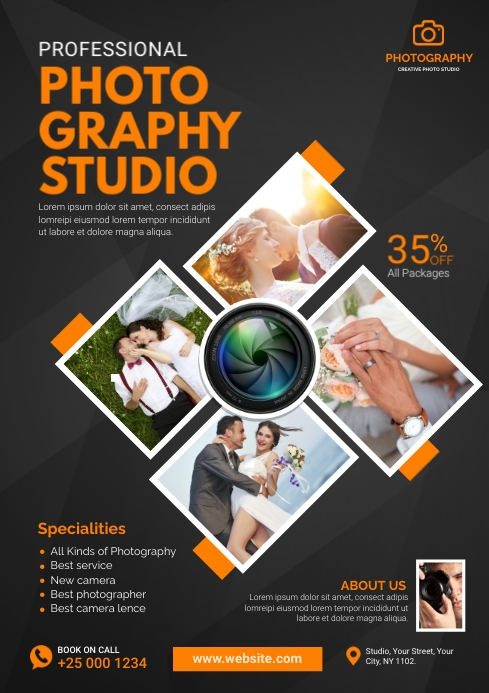 PROFESSIONAL
PHOTO
GRAPHY
STUDIO
Lorem ipsum dolor sit amet, consect adipis
lomreipi eiusmod lorem tempor incididunt
ut labore et dolore magna aliqua.
PHOTOGRAPHY
CREATIVE PHOTO STUDIO
35%
OFF
All Packages
Specialities
All Kinds of Photography
Best service
New camera
Best photographer
Best camera lence
ABOUT US
Lorem ipsum dolor sit amet, consect adipis
lomreipi eiusmod lorem tempor incididunt
ut labore et dolore magna aliqua.
BOOK ON CALL
+25 000 1234
www.website.com
Studio, Your Street, Your
City, NY 1102.